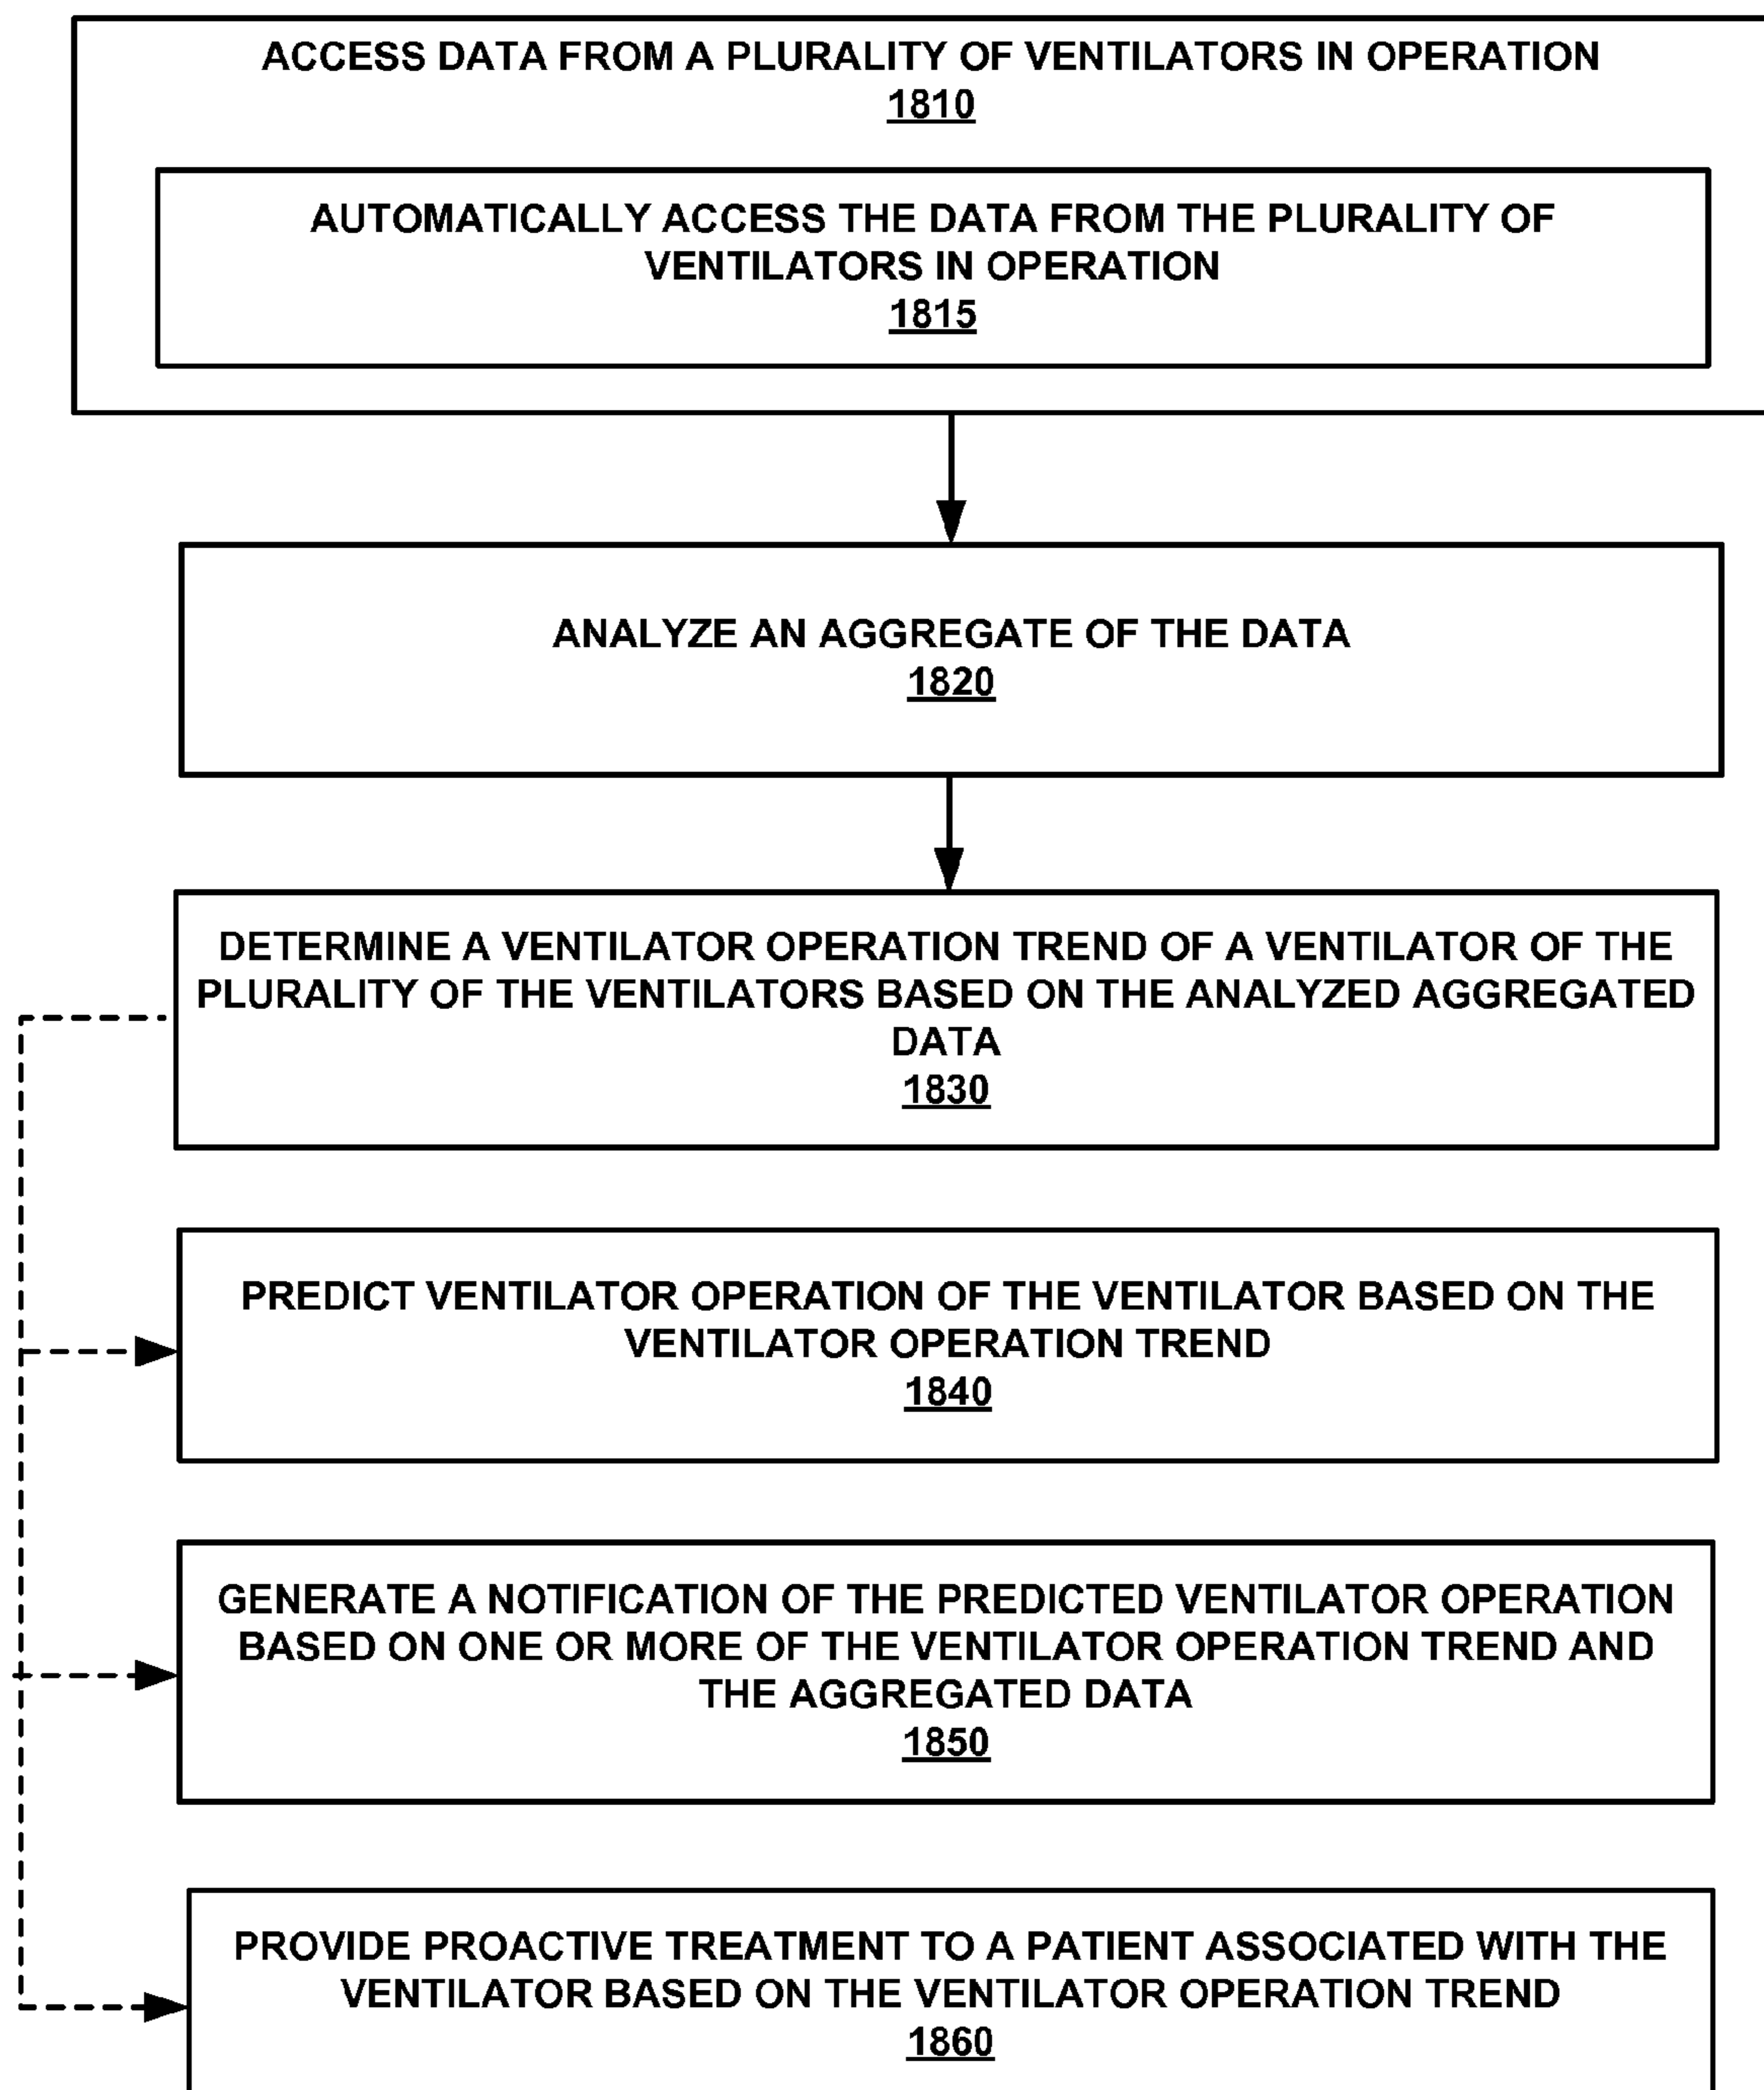 ACCESS DATA FROM A PLURALITY OF VENTILATORS IN OPERATION
1810
AUTOMATICALLY ACCESS THE DATA FROM THE PLURALITY OF
VENTILATORS IN OPERATION
1815
ANALYZE AN AGGREGATE OF THE DATA
1820
DETERMINE A VENTILATOR OPERATION TREND OF A VENTILATOR OF THE
PLURALITY OF THE VENTILATORS BASED ON THE ANALYZED AGGREGATED
DATA
1830
PREDICT VENTILATOR OPERATION OF THE VENTILATOR BASED ON THE
VENTILATOR OPERATION TREND
1840
GENERATE A NOTIFICATION OF THE PREDICTED VENTILATOR OPERATION
BASED ON ONE OR MORE OF THE VENTILATOR OPERATION TREND AND
THE AGGREGATED DATA
1850
PROVIDE PROACTIVE TREATMENT TO A PATIENT ASSOCIATED WITH THE
VENTILATOR BASED ON THE VENTILATOR OPERATION TREND
1860